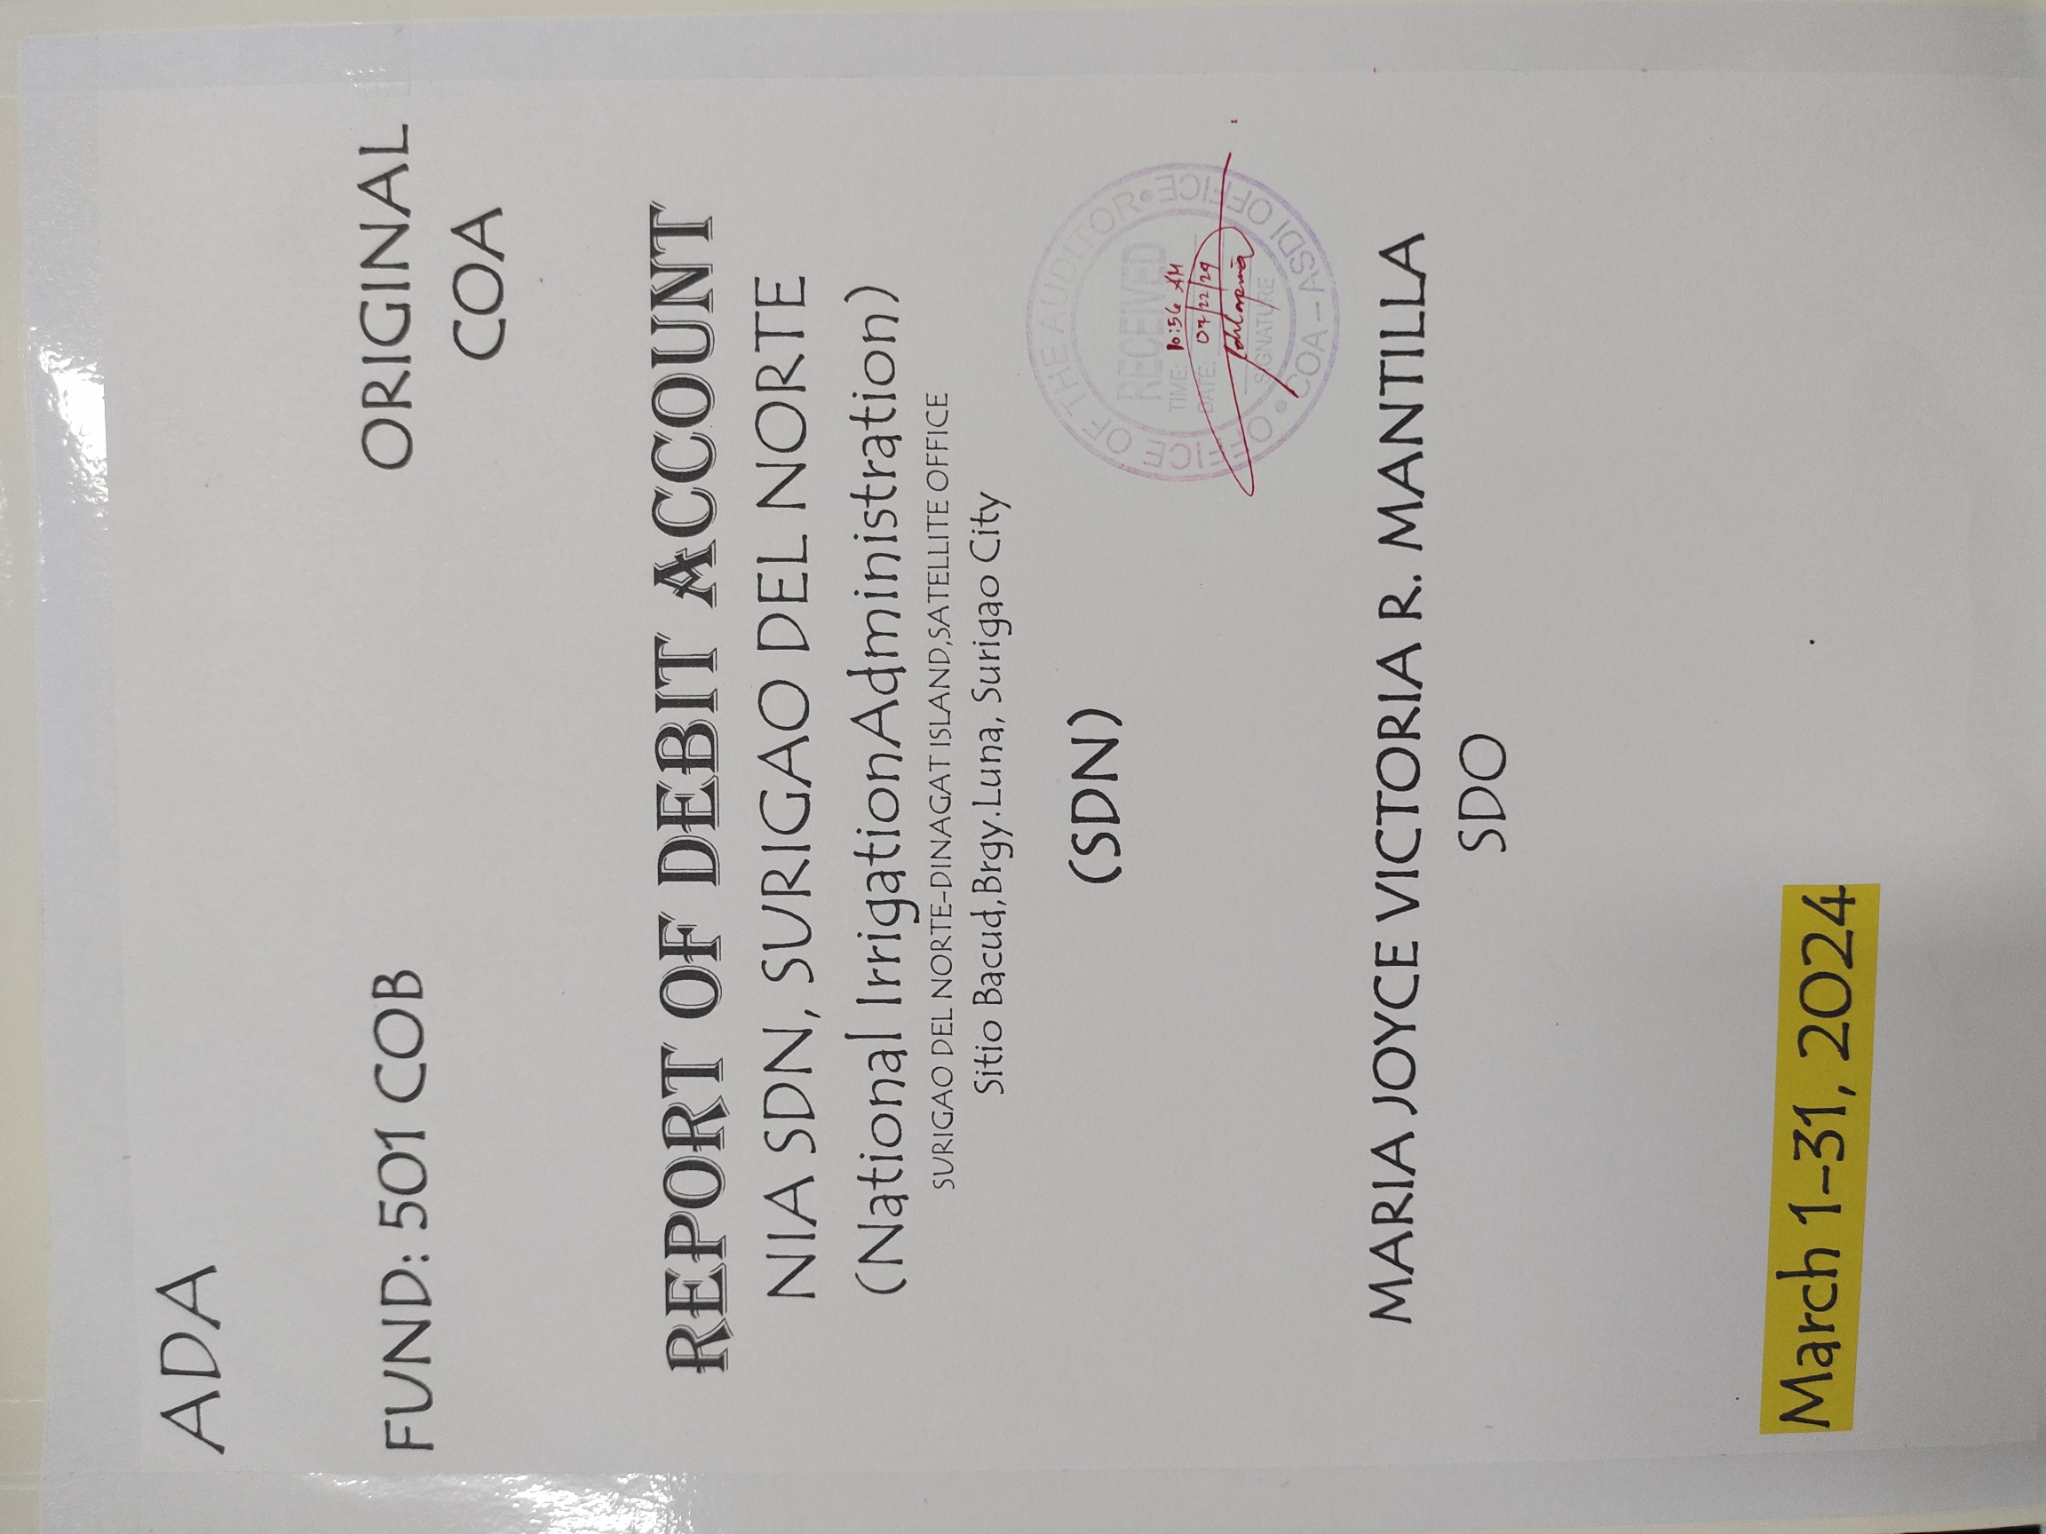 ADA
FUND: 501 COB
ORIGINAL
COA
REPORT OF DEBIT ACCOUNT
NIA SDN, SURIGAO DEL NORTE
(National IrrigationAdministration)
SURIGAO DEL NORTE-DINAGAT ISLAND,SATELLITE OFFICE
Sitio Bacud,Brgy.Luna, Surigao City
(SDN)
OFFICE OF THE AUDITOR
RECEIVED
TIME: 10:56 AM
DATE: 07/22/24
SIGNATURE
COA - ASDI OFFICE
MARIA JOYCE VICTORIA R. MANTILLA
SDO
March 1-31, 2024